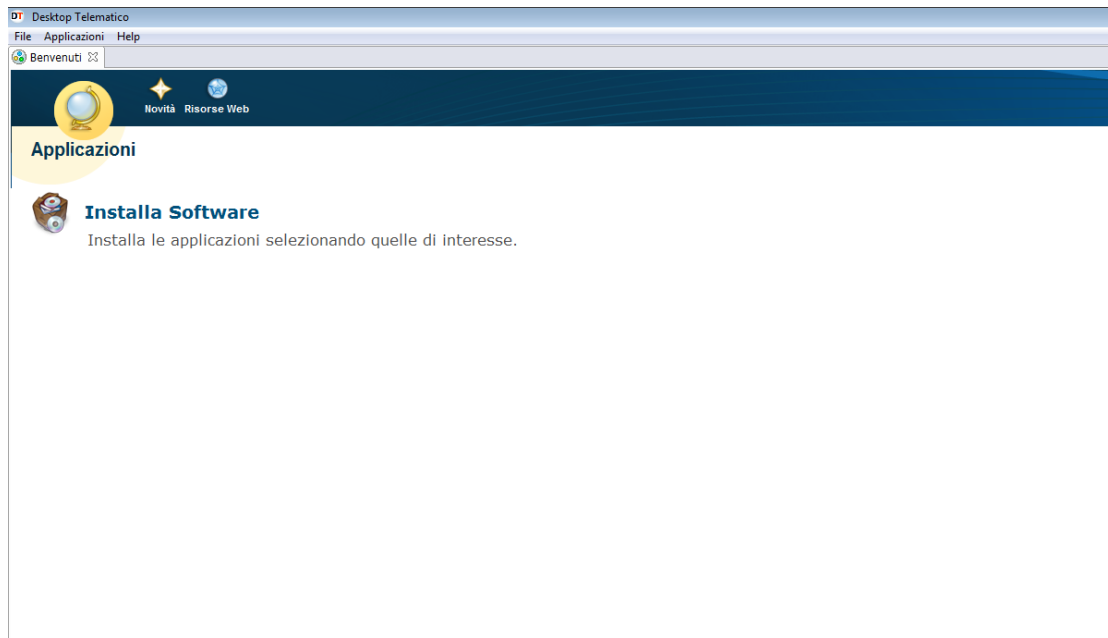 DT Desktop Telematico
File Applicazioni Help
Benvenuti
Novità Risorse Web
Applicazioni
Installa Software
Installa le applicazioni selezionando quelle di interesse.